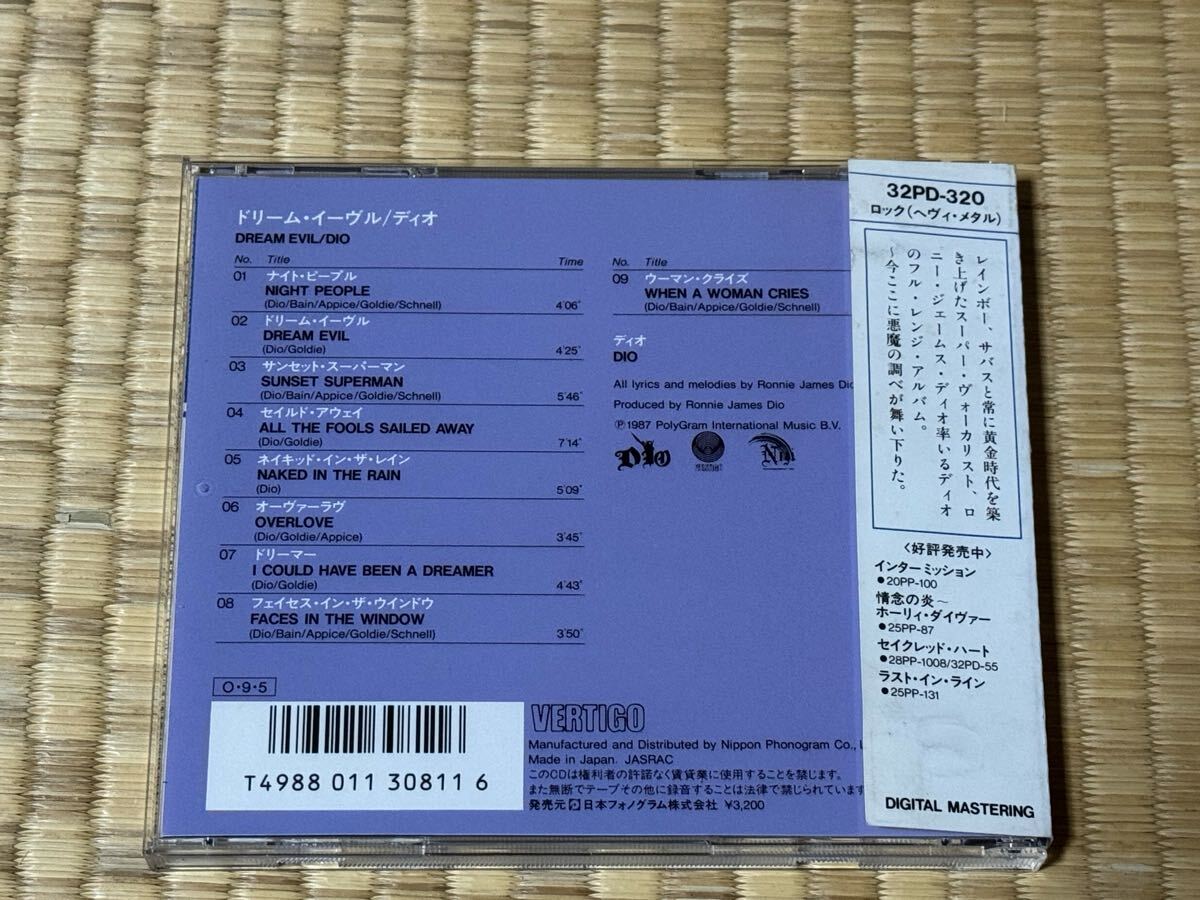 ドリーム・イーヴル/ディオ
DREAM EVIL/DIO
No. Title Time
01 ナイト・ピープル
NIGHT PEOPLE
(Dio/Bain/Appice/Goldie/Schnell) 4'06"
02 ドリーム・イーヴル
DREAM EVIL
(Dio/Goldie) 4'25"
03 サンセット・スーパーマン
SUNSET SUPERMAN
(Dio/Bain/Appice/Goldie/Schnell) 5'46"
04 セイルド・アウェイ
ALL THE FOOLS SAILED AWAY
(Dio/Goldie) 7'14"
05 ネイキッド・イン・ザ・レイン
NAKED IN THE RAIN
(Dio) 5'09"
06 オーヴァーラヴ
OVERLOVE
(Dio/Goldie/Appice) 3'45"
07 ドリーマー
I COULD HAVE BEEN A DREAMER
(Dio/Goldie) 4'43"
08 フェイセス・イン・ザ・ウインドウ
FACES IN THE WINDOW
(Dio/Bain/Appice/Goldie/Schnell) 3'50"
No. Title
09 ウーマン・クライズ
WHEN A WOMAN CRIES
(Dio/Bain/Appice/Goldie/Schnell)
ディオ
DIO
All lyrics and melodies by Ronnie James Dio
Produced by Ronnie James Dio
Ⓟ1987 PolyGram International Music B.V.
DIO
O・9・5
T4988 011 30811 6
VERTIGO
Manufactured and Distributed by Nippon Phonogram Co.,
Made in Japan. JASRAC
このCDは権利者の許諾なく賃貸業に使用することを禁じます。
また無断でテープその他に録音することは法律で禁じられています
発売元 日本フォノグラム株式会社 ¥3,200
32PD-320
ロック(ヘヴィ・メタル)
レインボー、サバスと常に黄金時代を築
き上げたスーパー・ヴォーカリスト、ロ
ニー・ジェームス・ディオ率いるディオ
のフル・レンジ・アルバム。
〜今ここに悪魔の調べが舞い下りた。
〈好評発売中〉
インターミッション
●20PP-100
情念の炎〜
ホーリィ・ダイヴァー
●25PP-87
セイクレッド・ハート
●28PP-1008/32PD-55
ラスト・イン・ライン
●25PP-131
DIGITAL MASTERING